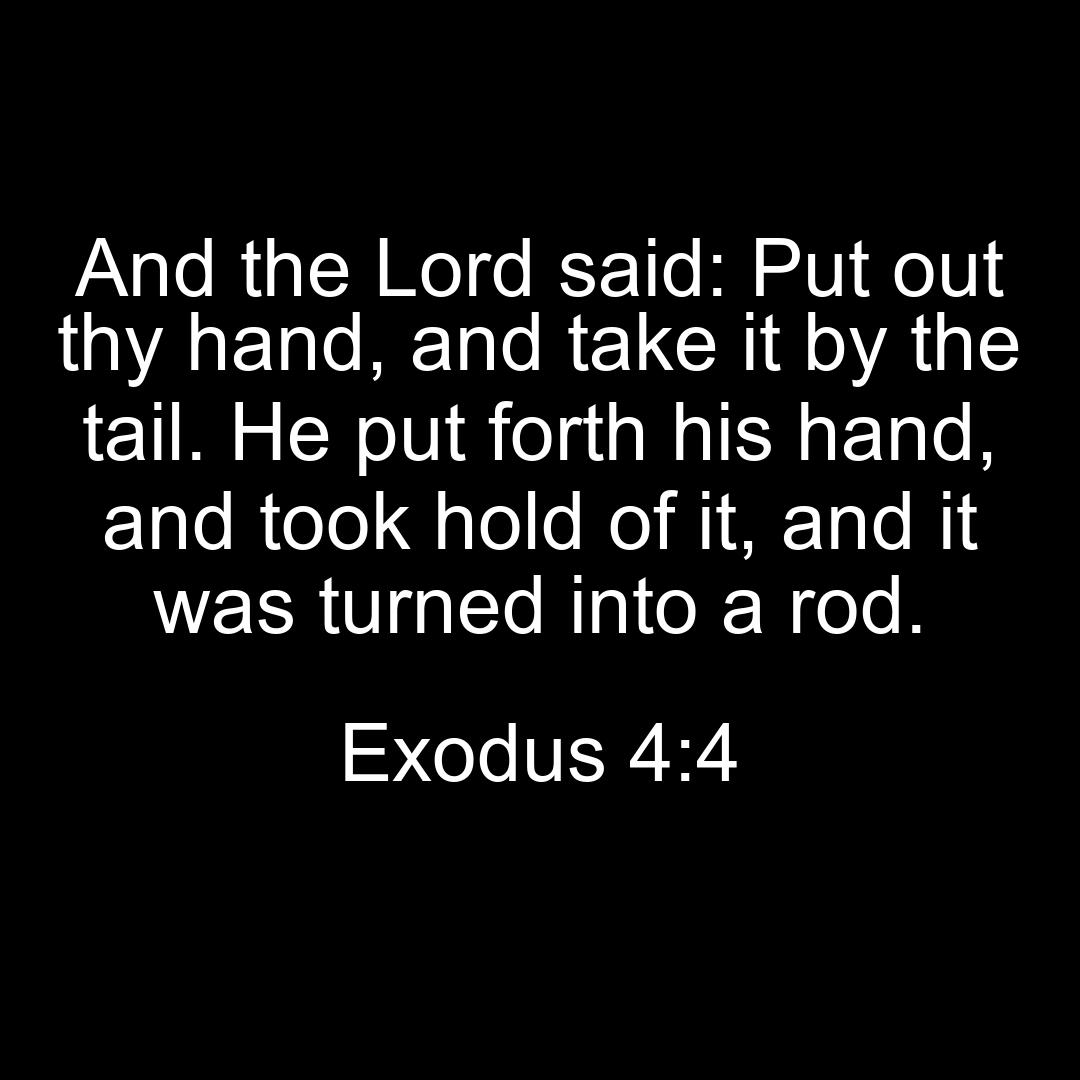 And the Lord said: Put out
thy hand, and take it by the
tail. He put forth his hand,
and took hold of it, and it
was turned into a rod.
Exodus 4:4